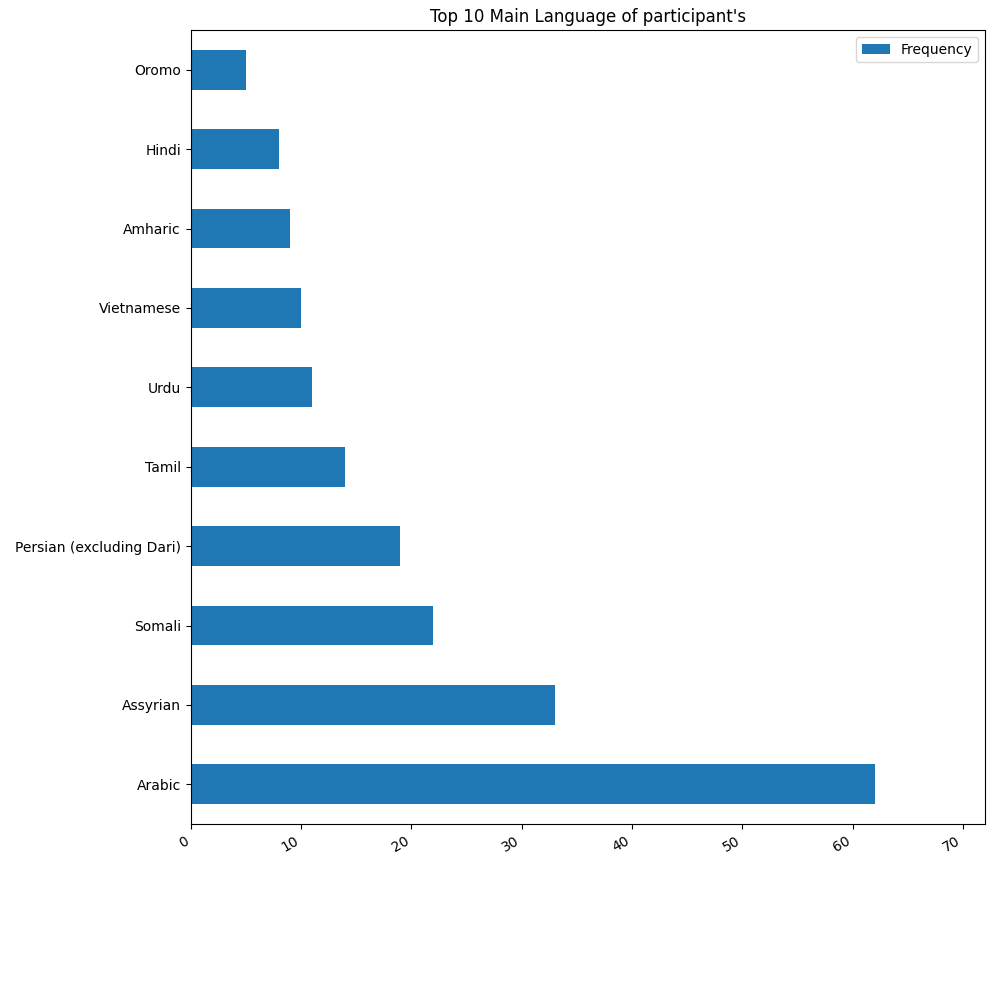 Top 10 Main Language of participant's
Frequency
Oromo
Hindi
Amharic
Vietnamese
Urdu
Tamil
Persian (excluding Dari)
Somali
Assyrian
Arabic
0 10 20 30 40 50 60 70